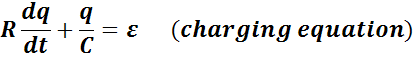 R dq/dt + q/C = ε (charging equation)